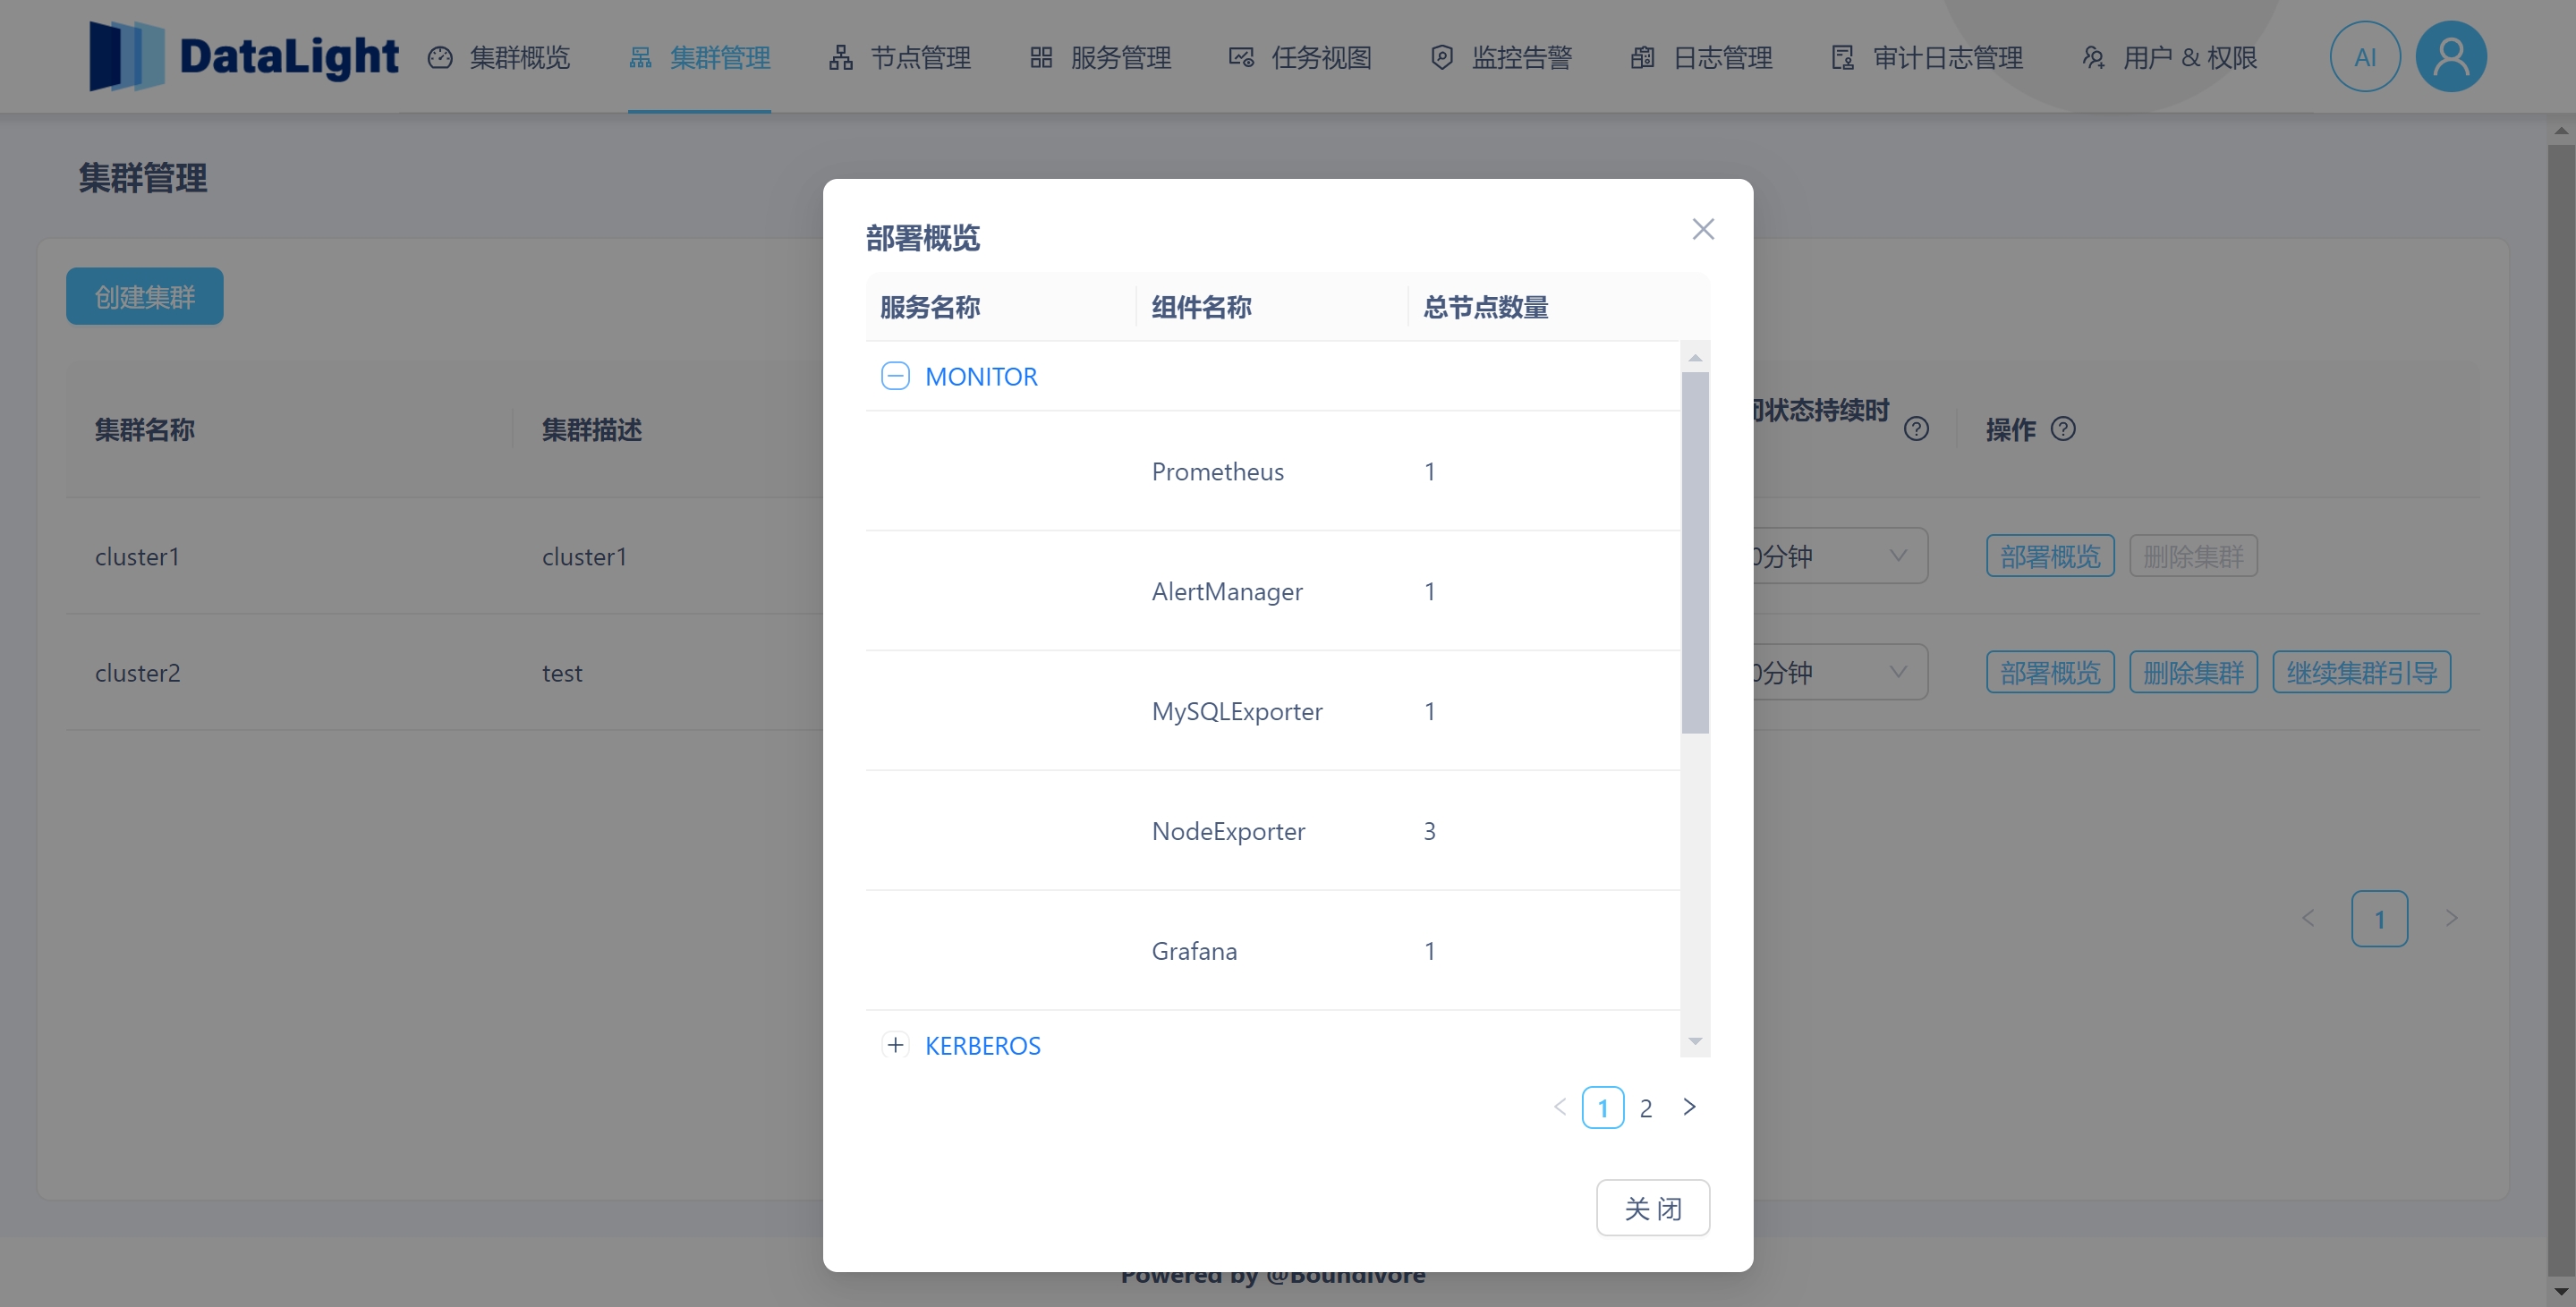 DataLight 集群概览 集群管理 节点管理 服务管理 任务视图 监控告警 日志管理 审计日志管理 用户 & 权限 AI
集群管理
创建集群
集群名称 集群描述 闭状态持续时 操作
cluster1 cluster1 0分钟 部署概览 删除集群
cluster2 test 0分钟 部署概览 删除集群 继续集群引导
1
部署概览
服务名称 组件名称 总节点数量
MONITOR
Prometheus 1
AlertManager 1
MySQLExporter 1
NodeExporter 3
Grafana 1
KERBEROS
1 2
关 闭
Powered by @Boundivore